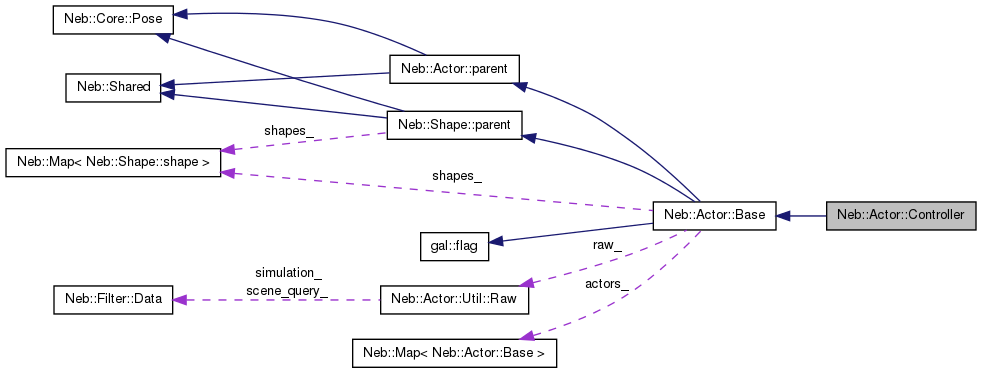 Neb::Core::Pose
Neb::Actor::parent
Neb::Shared
Neb::Shape::parent
shapes_
Neb::Map< Neb::Shape::shape >
shapes_
Neb::Actor::Base
Neb::Actor::Controller
gal::flag
raw_
simulation_
scene_query_
actors_
Neb::Filter::Data
Neb::Actor::Util::Raw
Neb::Map< Neb::Actor::Base >